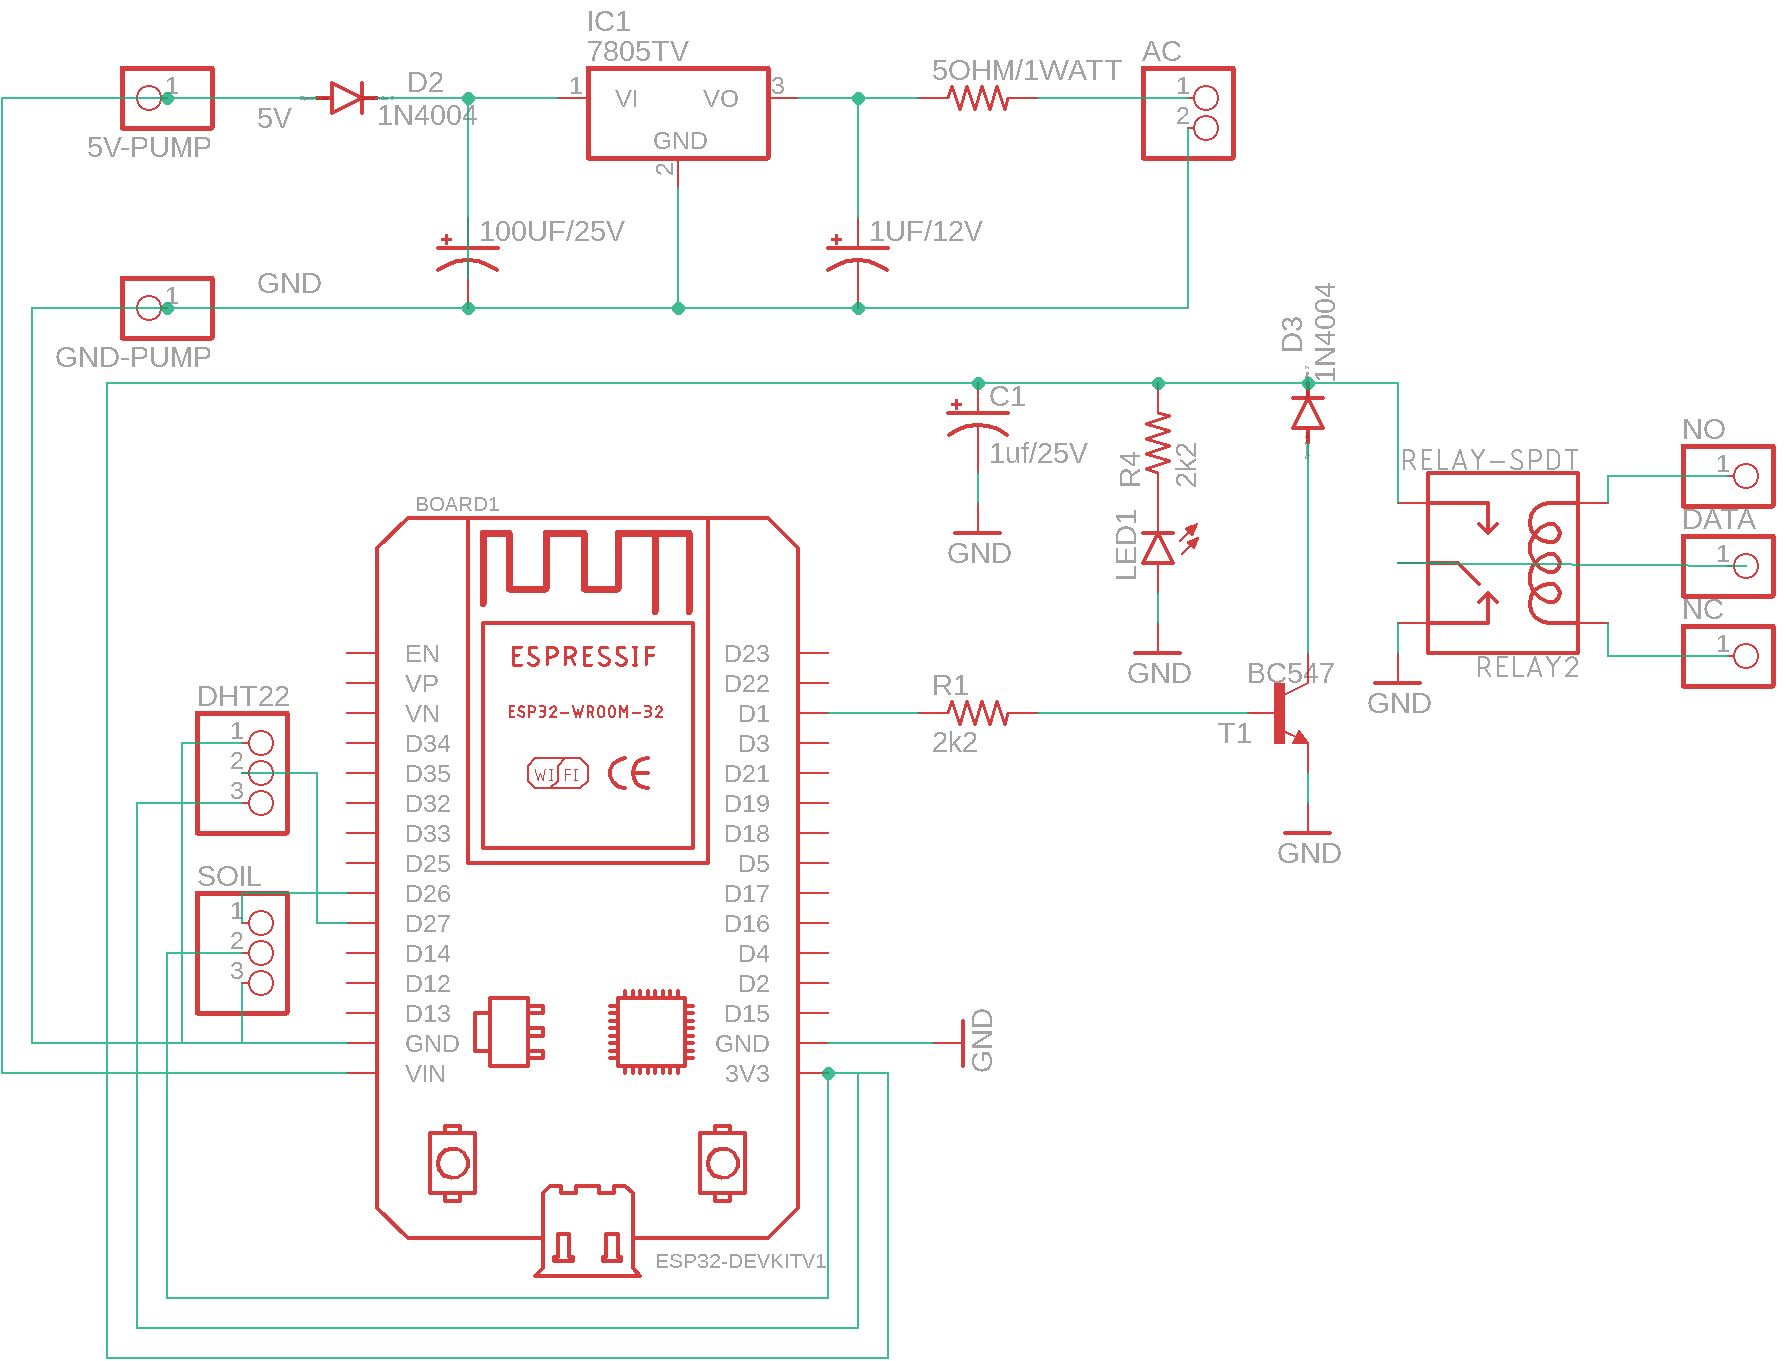 IC1
7805TV
AC
5V-PUMP
1
5V
D2
1N4004
1
VI
VO
3
GND
2
5OHM/1WATT
1
2
100UF/25V
1UF/12V
GND-PUMP
1
GND
D3
1N4004
C1
1uf/25V
GND
R4
2k2
LED1
GND
RELAY-SPDT
RELAY2
NO
1
DATA
1
NC
1
GND
BC547
T1
GND
R1
2k2
BOARD1
ESPRESSIF
ESP32-WROOM-32
WI FI
CE
EN
VP
VN
D34
D35
D32
D33
D25
D26
D27
D14
D12
D13
GND
VIN
D23
D22
D1
D3
D21
D19
D18
D5
D17
D16
D4
D2
D15
GND
3V3
GND
DHT22
1
2
3
SOIL
1
2
3
ESP32-DEVKITV1